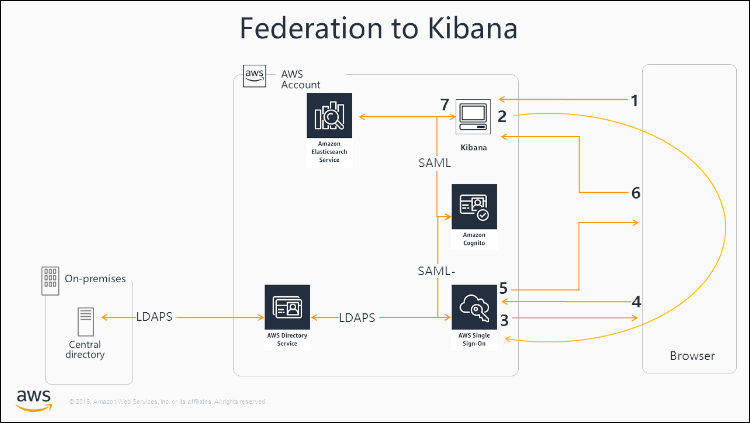 Federation to Kibana
aws
AWS
Account
1
7
2
Amazon
Elasticsearch
Service
Kibana
SAML
6
Amazon
Cognito
On-premises
SAML-
5
4
LDAPS
LDAPS
3
Central
directory
AWS Directory
Service
AWS Single
Sign-On
Browser
aws
© 2018, Amazon Web Services, Inc. or its affiliates. All rights reserved